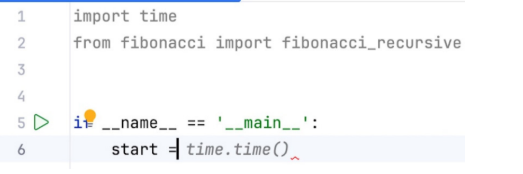 1 import time
2 from fibonacci import fibonacci_recursive
3
4
5 if __name__ == '__main__':
6 start = time.time()